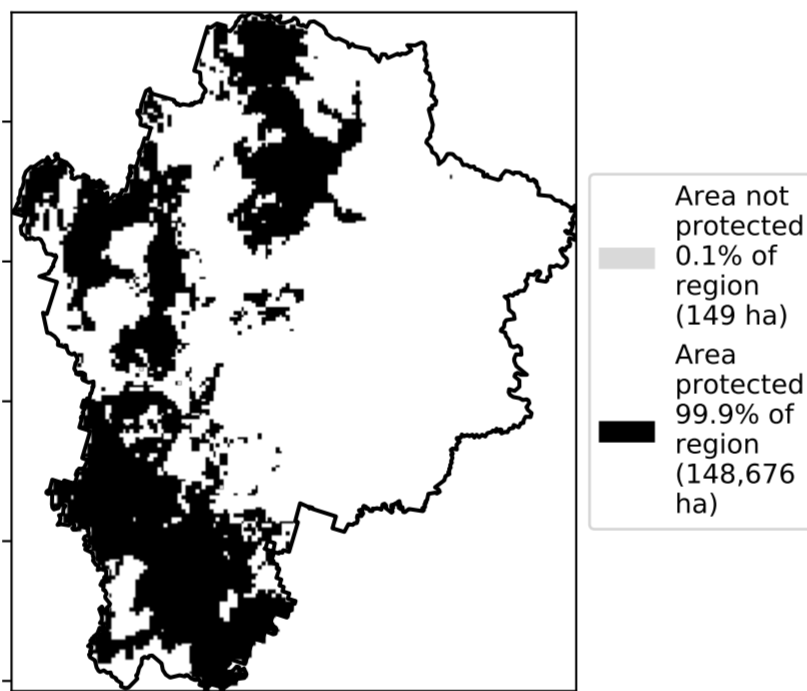 Area not
protected
0.1% of
region
(149 ha)
Area
protected
99.9% of
region
(148,676
ha)